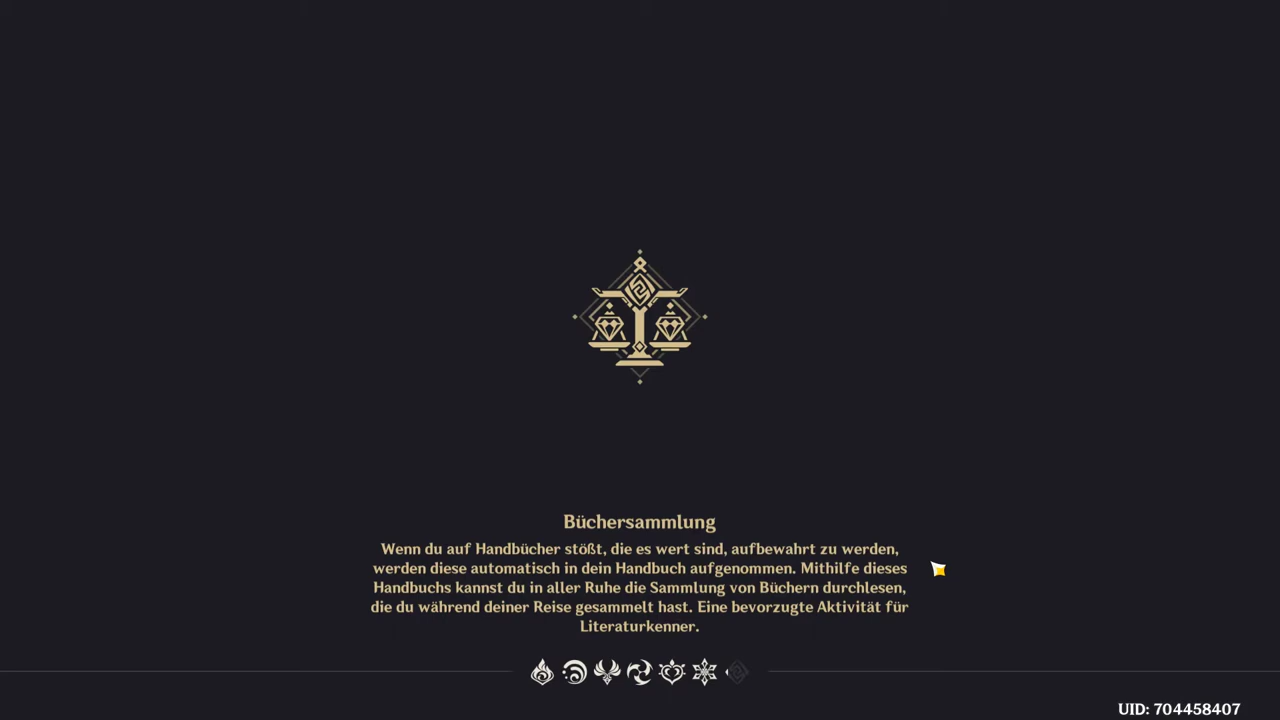 Büchersammlung
Wenn du auf Handbücher stößt, die es wert sind, aufbewahrt zu werden,
werden diese automatisch in dein Handbuch aufgenommen. Mithilfe dieses
Handbuchs kannst du in aller Ruhe die Sammlung von Büchern durchlesen,
die du während deiner Reise gesammelt hast. Eine bevorzugte Aktivität für
Literaturkenner.
UID: 704458407